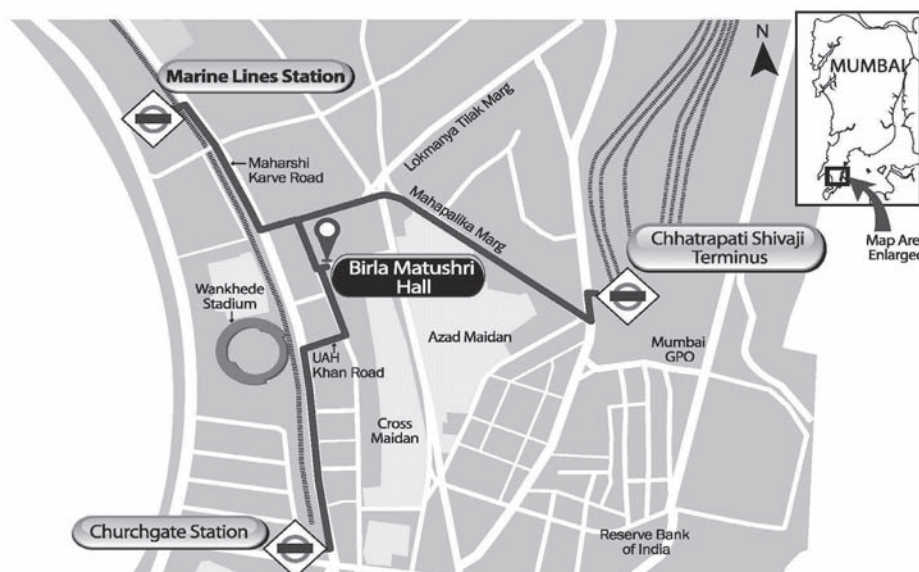 Marine Lines Station
N
MUMBAI
Lokmanya Tilak Marg
Maharshi
Karve Road
Mahapalika Marg
Map Are
Enlarged
Chhatrapati Shivaji
Terminus
Birla Matushri
Hall
Wankhede
Stadium
Azad Maidan
Mumbai
GPO
UAH
Khan Road
Cross
Maidan
Churchgate Station
Reserve Bank
of India